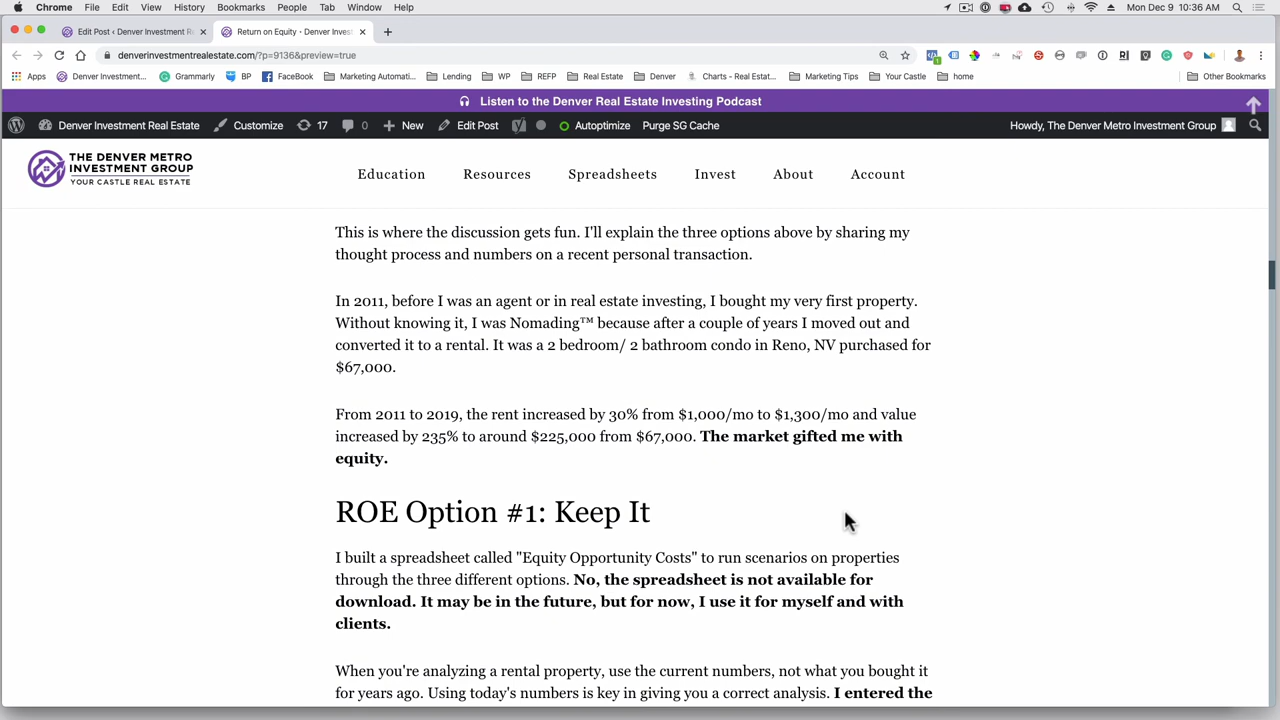 Chrome File Edit View History Bookmarks People Tab Window Help Mon Dec 9 10:36 AM
Edit Post ‹ Denver Investment R Return on Equity - Denver Inves
denverinvestmentrealestate.com/?p=9136&preview=true
Apps Denver Investment... Grammarly BP FaceBook Marketing Automati... Lending WP REFP Real Estate Denver Charts - Real Estat... Marketing Tips Your Castle home Other Bookmarks
Listen to the Denver Real Estate Investing Podcast
Denver Investment Real Estate Customize 17 0 New Edit Post Autoptimize Purge SG Cache Howdy, The Denver Metro Investment Group
THE DENVER METRO
INVESTMENT GROUP
YOUR CASTLE REAL ESTATE
Education Resources Spreadsheets Invest About Account
This is where the discussion gets fun. I'll explain the three options above by sharing my
thought process and numbers on a recent personal transaction.
In 2011, before I was an agent or in real estate investing, I bought my very first property.
Without knowing it, I was Nomading™ because after a couple of years I moved out and
converted it to a rental. It was a 2 bedroom/ 2 bathroom condo in Reno, NV purchased for
$67,000.
From 2011 to 2019, the rent increased by 30% from $1,000/mo to $1,300/mo and value
increased by 235% to around $225,000 from $67,000. The market gifted me with
equity.
ROE Option #1: Keep It
I built a spreadsheet called "Equity Opportunity Costs" to run scenarios on properties
through the three different options. No, the spreadsheet is not available for
download. It may be in the future, but for now, I use it for myself and with
clients.
When you're analyzing a rental property, use the current numbers, not what you bought it
for years ago. Using today's numbers is key in giving you a correct analysis. I entered the